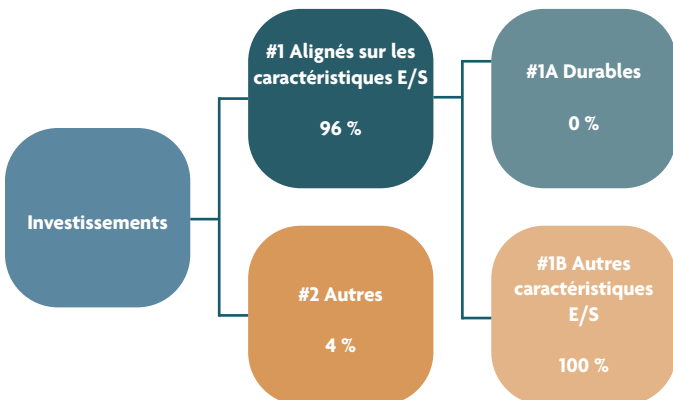 Investissements
#1 Alignés sur les
caractéristiques E/S
96 %
#2 Autres
4 %
#1A Durables
0 %
#1B Autres
caractéristiques
E/S
100 %